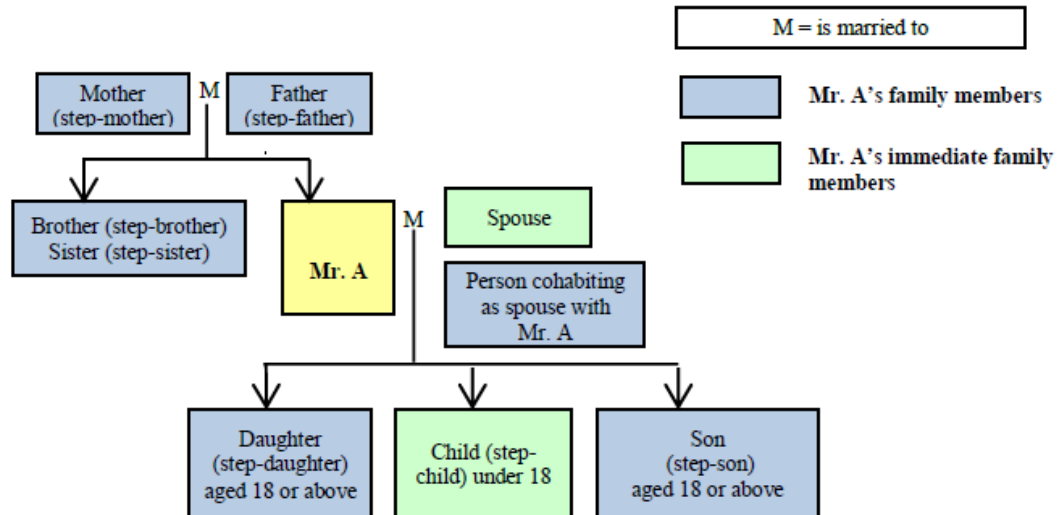 M = is married to
Mother
(step-mother)
M
Father
(step-father)
Mr. A's family members
Mr. A's immediate family
members
Brother (step-brother)
Sister (step-sister)
Mr. A
M
Spouse
Person cohabiting
as spouse with
Mr. A
Daughter
(step-daughter)
aged 18 or above
Child (step-
child) under 18
Son
(step-son)
aged 18 or above